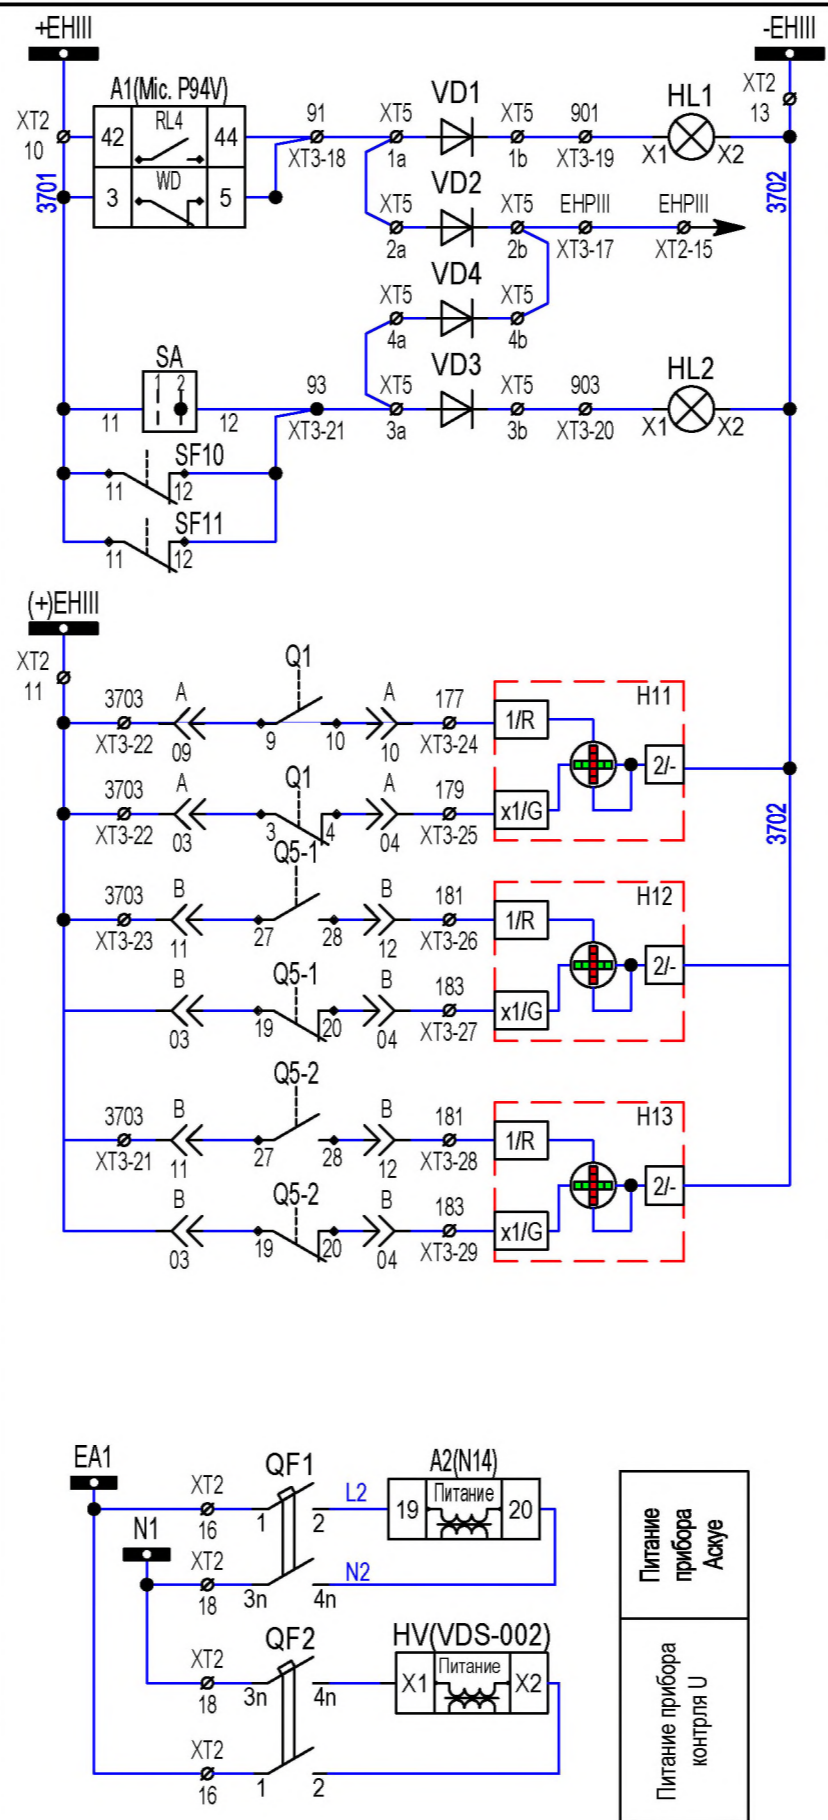 +EHIII -EHIII
A1(Mic. P94V) VD1 HL1 XT2
13
XT2 42 RL4 44 91 XT5 XT5 901
10 XT3-18 1a 1b XT3-19 X1 X2
3701 3 WD 5 VD2 3702
XT5 XT5 EHPIII EHPIII
2a 2b XT3-17 XT2-15
XT5 VD4 XT5
4a 4b
SA VD3 HL2
1 2 93 XT5 XT5 903
11 12 XT3-21 3a 3b XT3-20 X1 X2
SF10
11 12
SF11
11 12
(+)EHIII
XT2
11
Q1
3703 A A 177 1/R H11
XT3-22 09 9 10 10 XT3-24
3703 A Q1 A 179 2/-
XT3-22 03 3 4 04 XT3-25 x1/G
3702
Q5-1
3703 B B 181 1/R H12
XT3-23 11 27 28 12 XT3-26
B Q5-1 B 183 2/-
03 19 20 04 XT3-27 x1/G
Q5-2
3703 B B 181 1/R H13
XT3-21 11 27 28 12 XT3-28
B Q5-2 B 183 2/-
03 19 20 04 XT3-29 x1/G
EA1 QF1 A2(N14)
XT2 L2 19 Питание 20
16 1 2
N1 XT2 N2
18 3n 4n
QF2 HV(VDS-002)
XT2 X1 Питание X2
18 3n 4n
XT2
16 1 2
Питание
прибора
Аскуе
Питание прибора
контрля U